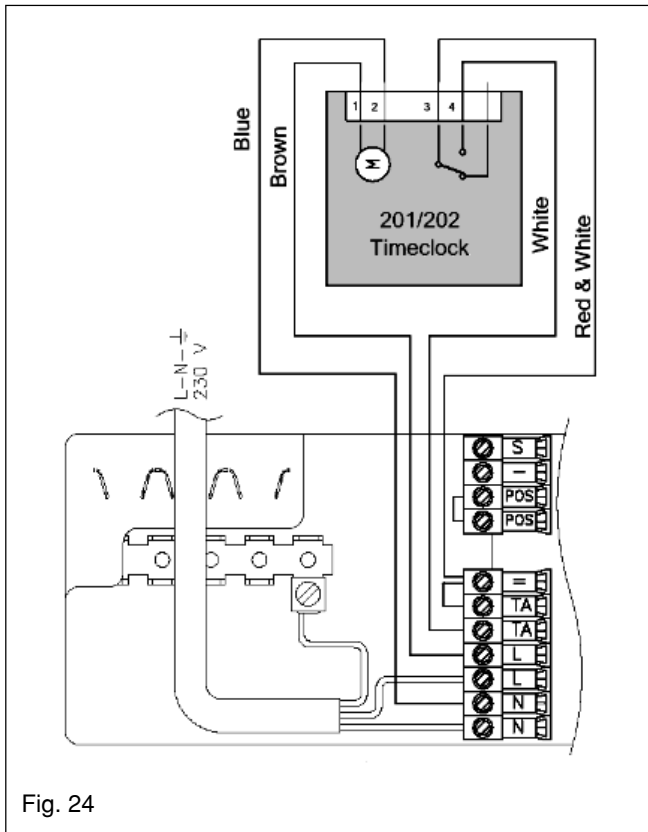 Blue
Brown
1 2 3 4
M
201/202
Timeclock
White
Red & White
L-N-⏚
230 V
S
–
POS
POS
=
TA
TA
L
L
N
N
Fig. 24